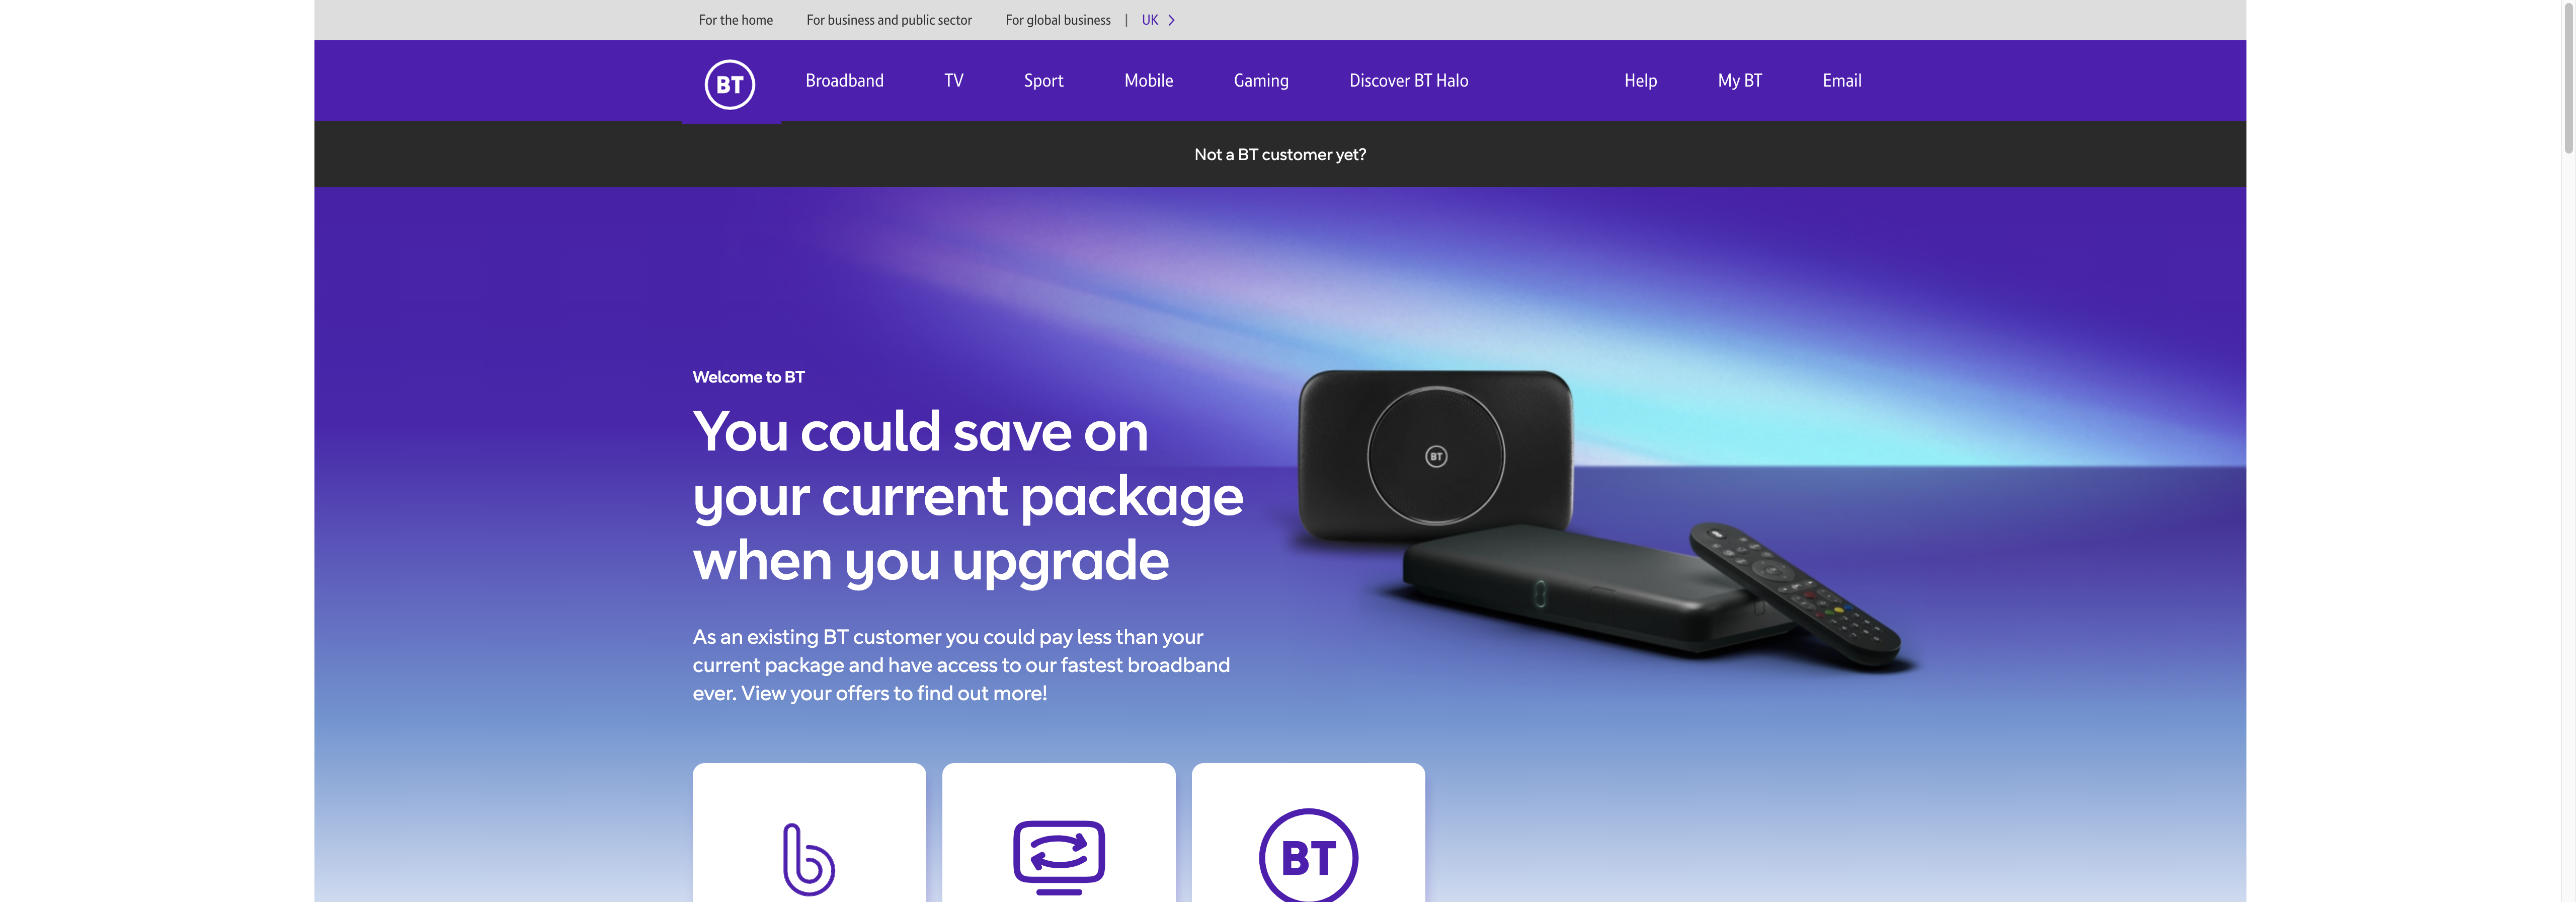 For the home For business and public sector For global business | UK
BT Broadband TV Sport Mobile Gaming Discover BT Halo Help My BT Email
Not a BT customer yet?
Welcome to BT
You could save on
your current package
when you upgrade
As an existing BT customer you could pay less than your
current package and have access to our fastest broadband
ever. View your offers to find out more!
BT
b
BT